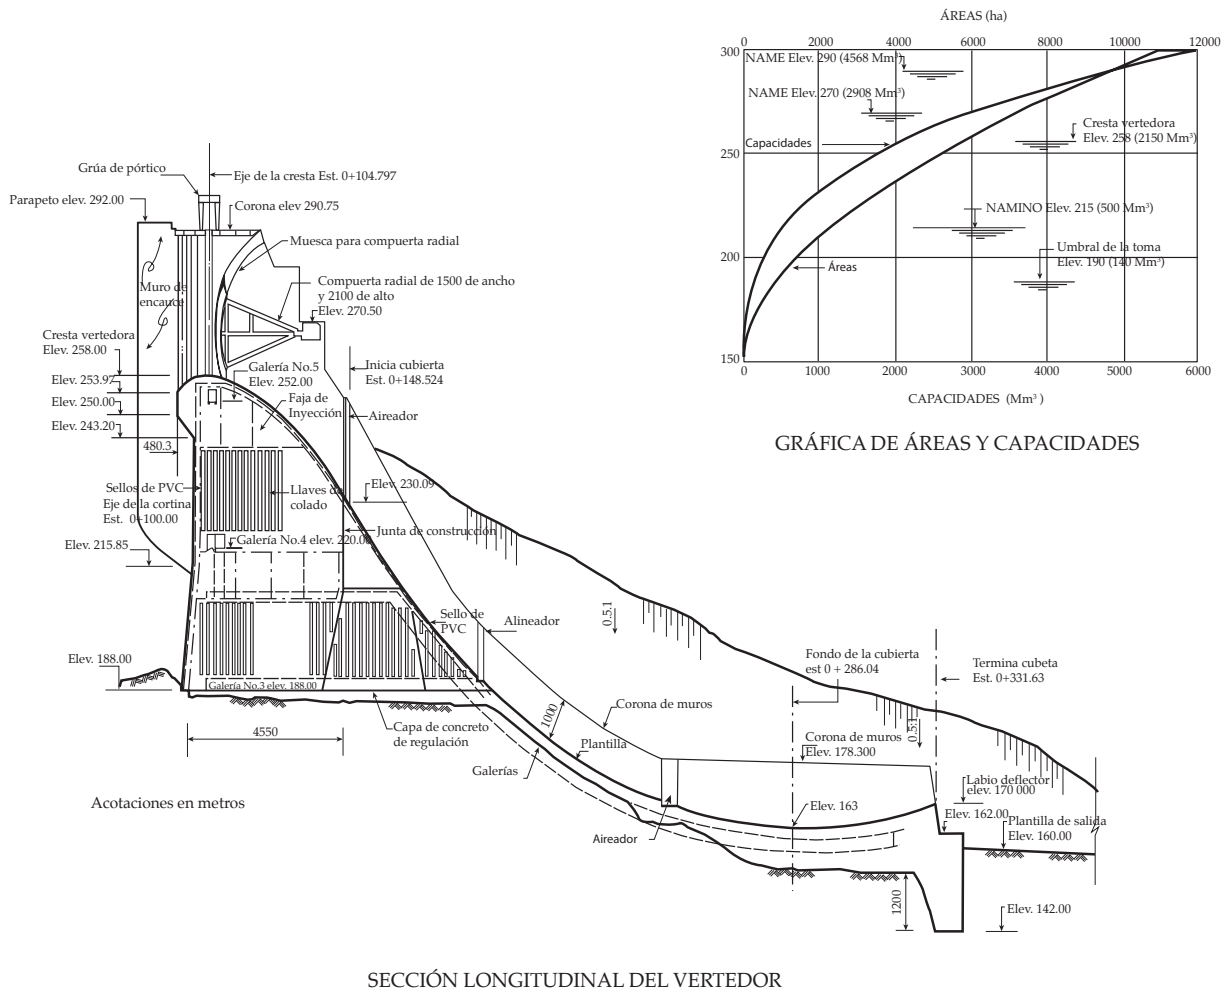 ÁREAS (ha)
0 2000 4000 6000 8000 10000 12000
300
250
200
150
NAME Elev. 290 (4568 Mm³)
NAME Elev. 270 (2908 Mm³)
Capacidades
Cresta vertedora
Elev. 258 (2150 Mm³)
NAMINO Elev. 215 (500 Mm³)
Umbral de la toma
Elev. 190 (140 Mm³)
Áreas
0 1000 2000 3000 4000 5000 6000
CAPACIDADES (Mm³ )
GRÁFICA DE ÁREAS Y CAPACIDADES
Grúa de pórtico
Eje de la cresta Est. 0+104.797
Parapeto elev. 292.00
Corona elev 290.75
Muesca para compuerta radial
Muro de
encauce
Compuerta radial de 1500 de ancho
y 2100 de alto
Elev. 270.50
Cresta vertedora
Elev. 258.00
Elev. 253.97
Elev. 250.00
Elev. 243.20
480.3
Galería No.5
Elev. 252.00
Faja de
Inyección
Inicia cubierta
Est. 0+148.524
Aireador
Sellos de PVC
Eje de la cortina
Est. 0+100.00
Llaves de
colado
Elev. 230.09
Junta de construcción
Galería No.4 elev. 220.00
Elev. 215.85
Sello de
PVC
Alineador
0.5:1
Elev. 188.00
Galería No.3 elev. 188.00
Fondo de la cubierta
est 0 + 286.04
Termina cubeta
Est. 0+331.63
4550
Capa de concreto
de regulación
1000
Corona de muros
Plantilla
Galerías
Corona de muros
Elev. 178.300
0.5:1
Labio deflector
elev. 170 000
Elev. 163
Elev. 162.00
Plantilla de salida
Elev. 160.00
Aireador
1200
Elev. 142.00
Acotaciones en metros
SECCIÓN LONGITUDINAL DEL VERTEDOR